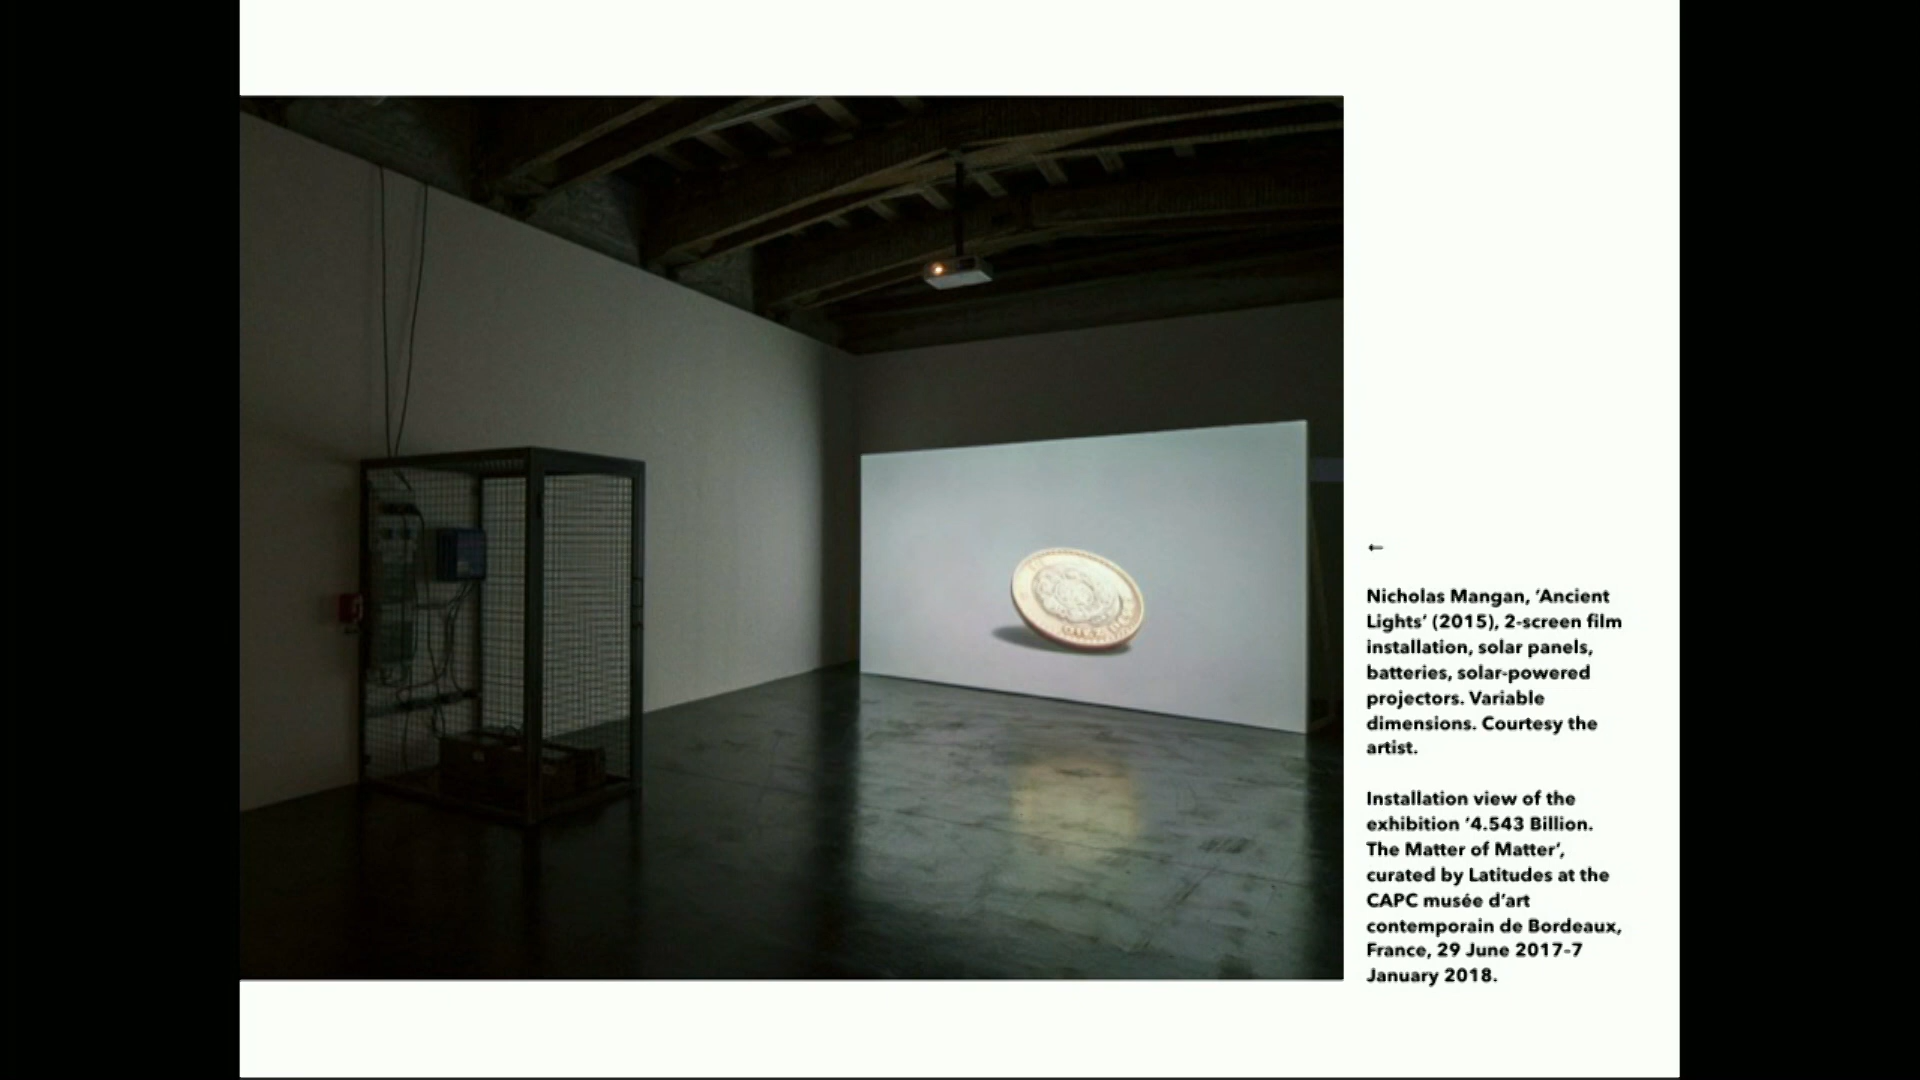 ←
Nicholas Mangan, ‘Ancient
Lights’ (2015), 2-screen film
installation, solar panels,
batteries, solar-powered
projectors. Variable
dimensions. Courtesy the
artist.
Installation view of the
exhibition ‘4.543 Billion.
The Matter of Matter’,
curated by Latitudes at the
CAPC musée d’art
contemporain de Bordeaux,
France, 29 June 2017–7
January 2018.